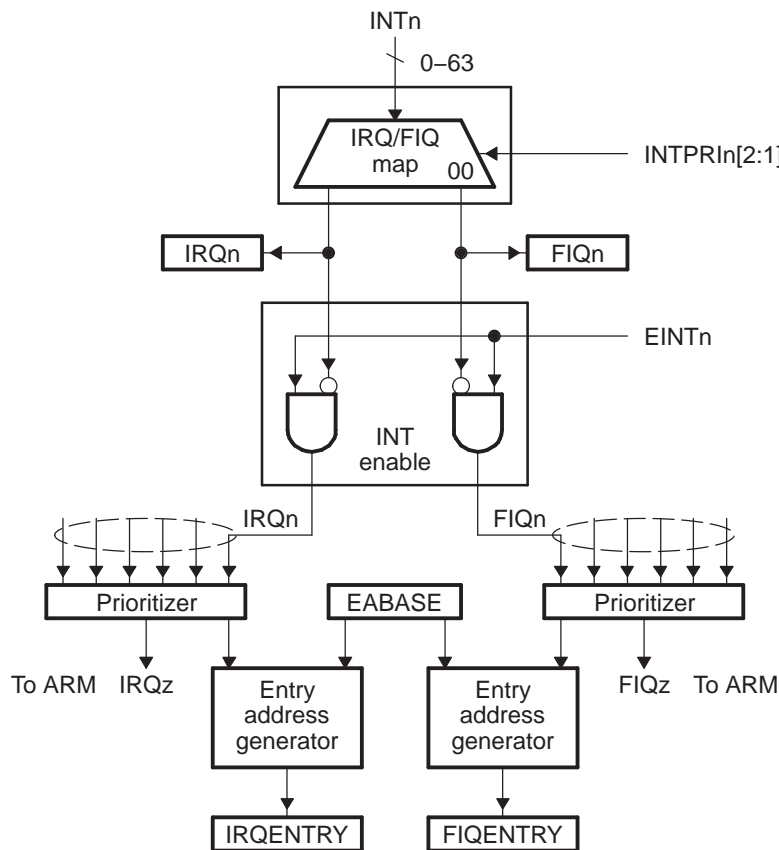 INTn
0–63
IRQ/FIQ
map
00
INTPRIn[2:1]
IRQn
FIQn
EINTn
INT
enable
IRQn
FIQn
Prioritizer
EABASE
Prioritizer
To ARM
IRQz
FIQz
To ARM
Entry
address
generator
Entry
address
generator
IRQENTRY
FIQENTRY